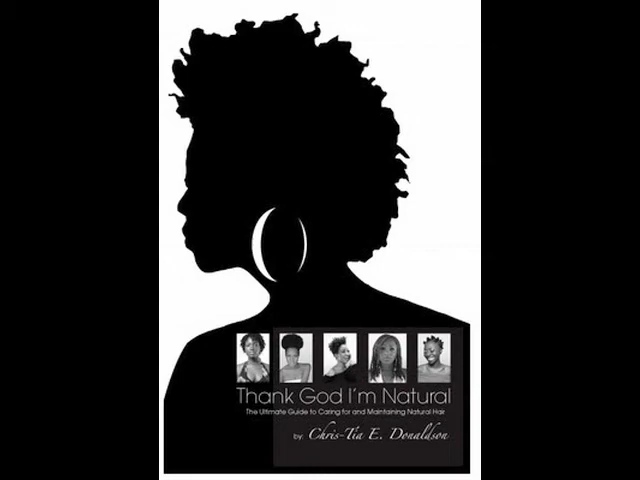 Thank God I'm Natural
The Ultimate Guide to Caring for and Maintaining Natural Hair
by: Chris-Tia E. Donaldson